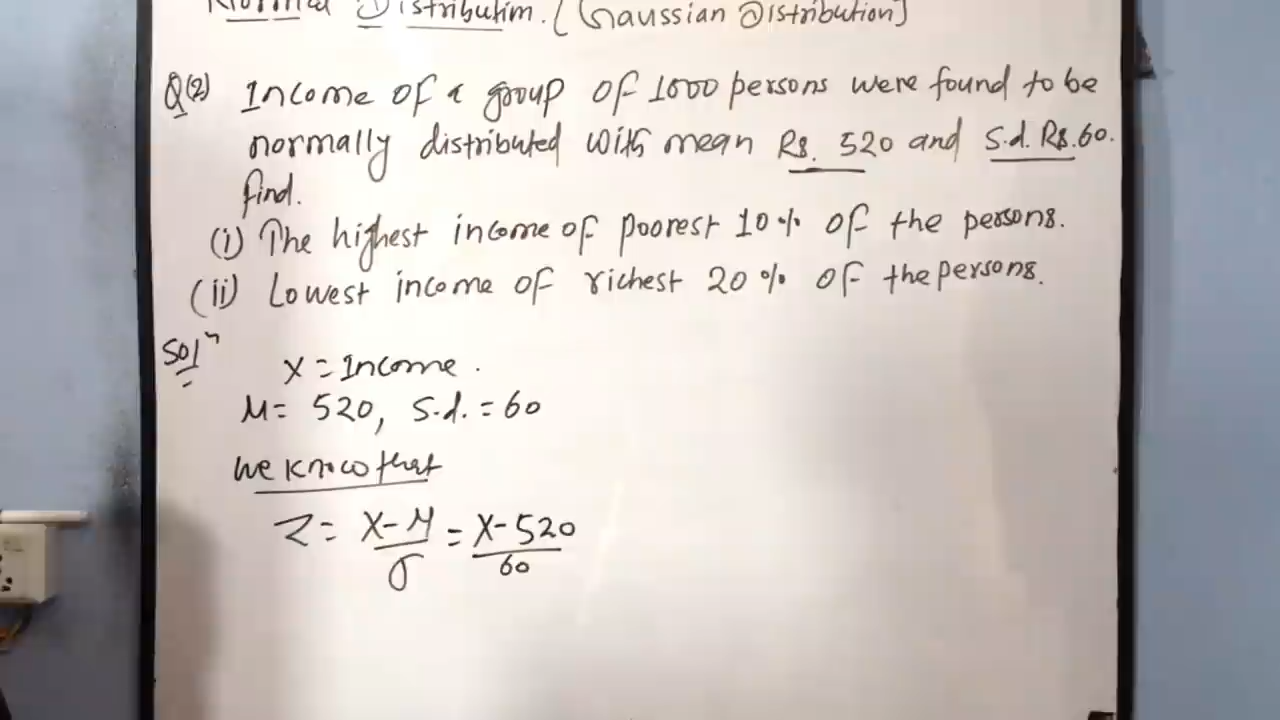 Normal Distribution. (Gaussian Distribution)
Q(2) Income of a group of 1000 persons were found to be
normally distributed with mean Rs. 520 and S.d. Rs. 60.
find.
(i) The highest income of poorest 10% of the persons.
(ii) Lowest income of richest 20% of the persons.
Solⁿ
X = Income.
μ = 520, S.d. = 60
We know that
Z = X-μ/σ = X-520/60